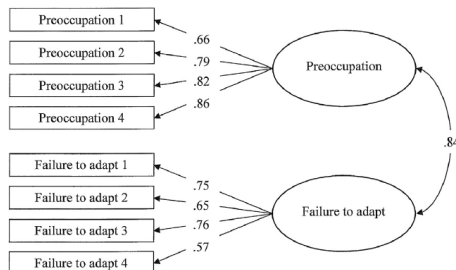 Preoccupation 1
Preoccupation 2
Preoccupation 3
Preoccupation 4
.66
.79
.82
.86
Preoccupation
.84
Failure to adapt 1
Failure to adapt 2
Failure to adapt 3
Failure to adapt 4
.75
.65
.76
.57
Failure to adapt